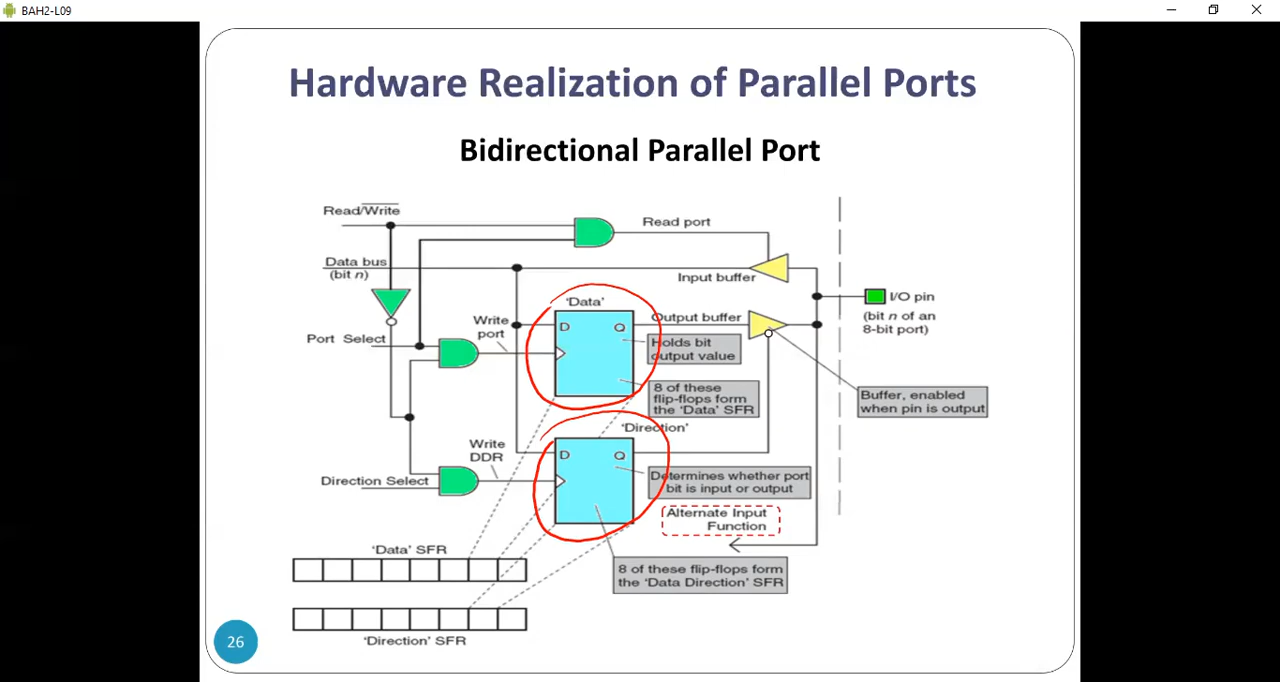 BAH2-L09
Hardware Realization of Parallel Ports
Bidirectional Parallel Port
Read/Write
Read port
Data bus
(bit n)
Input buffer
I/O pin
(bit n of an
8-bit port)
'Data'
Write
port
D
Q
Output buffer
Port Select
Holds bit
output value
8 of these
flip-flops form
the 'Data' SFR
Buffer, enabled
when pin is output
'Direction'
Write
DDR
D
Q
Direction Select
Determines whether port
bit is input or output
Alternate Input
Function
'Data' SFR
8 of these flip-flops form
the 'Data Direction' SFR
'Direction' SFR
26